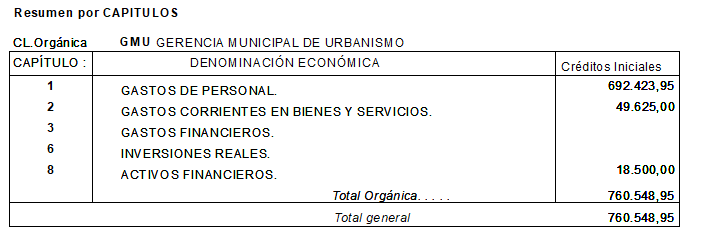 Resumen por CAPITULOS
CL.Orgánica GMU GERENCIA MUNICIPAL DE URBANISMO
CAPÍTULO : DENOMINACIÓN ECONÓMICA Créditos Iniciales
1 GASTOS DE PERSONAL. 692.423,95
2 GASTOS CORRIENTES EN BIENES Y SERVICIOS. 49.625,00
3 GASTOS FINANCIEROS.
6 INVERSIONES REALES.
8 ACTIVOS FINANCIEROS. 18.500,00
Total Orgánica. . . . . 760.548,95
Total general 760.548,95